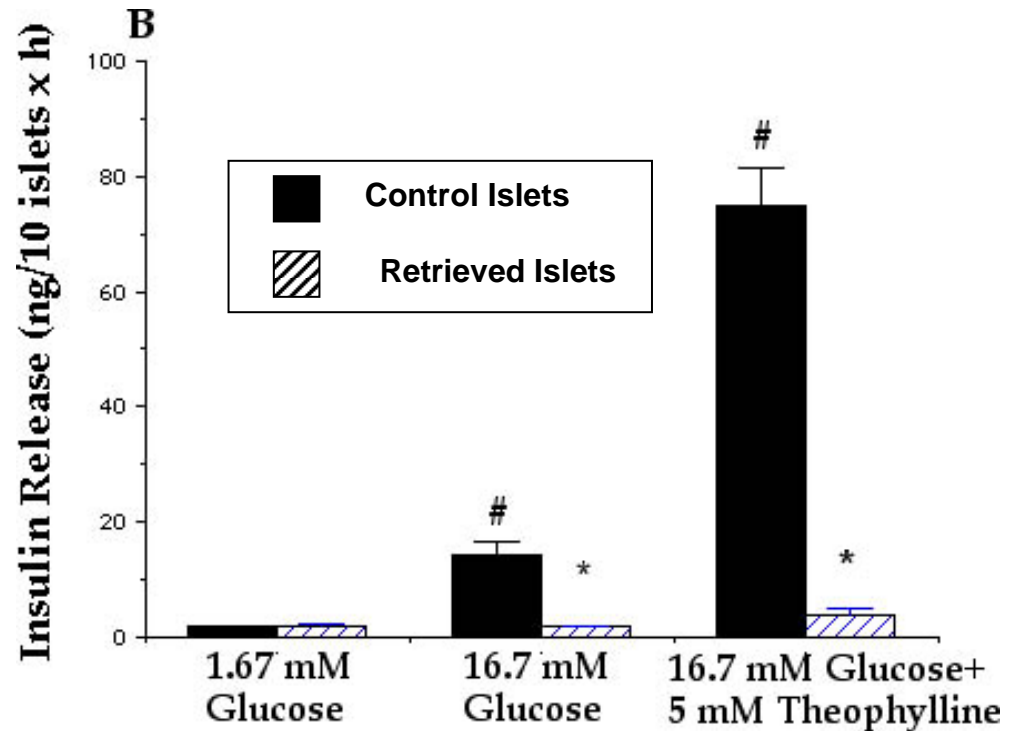 B
Insulin Release (ng/10 islets x h)
100
80
60
40
20
0
Control Islets
Retrieved Islets
#
#
*
*
1.67 mM
Glucose
16.7 mM
Glucose
16.7 mM Glucose+
5 mM Theophylline